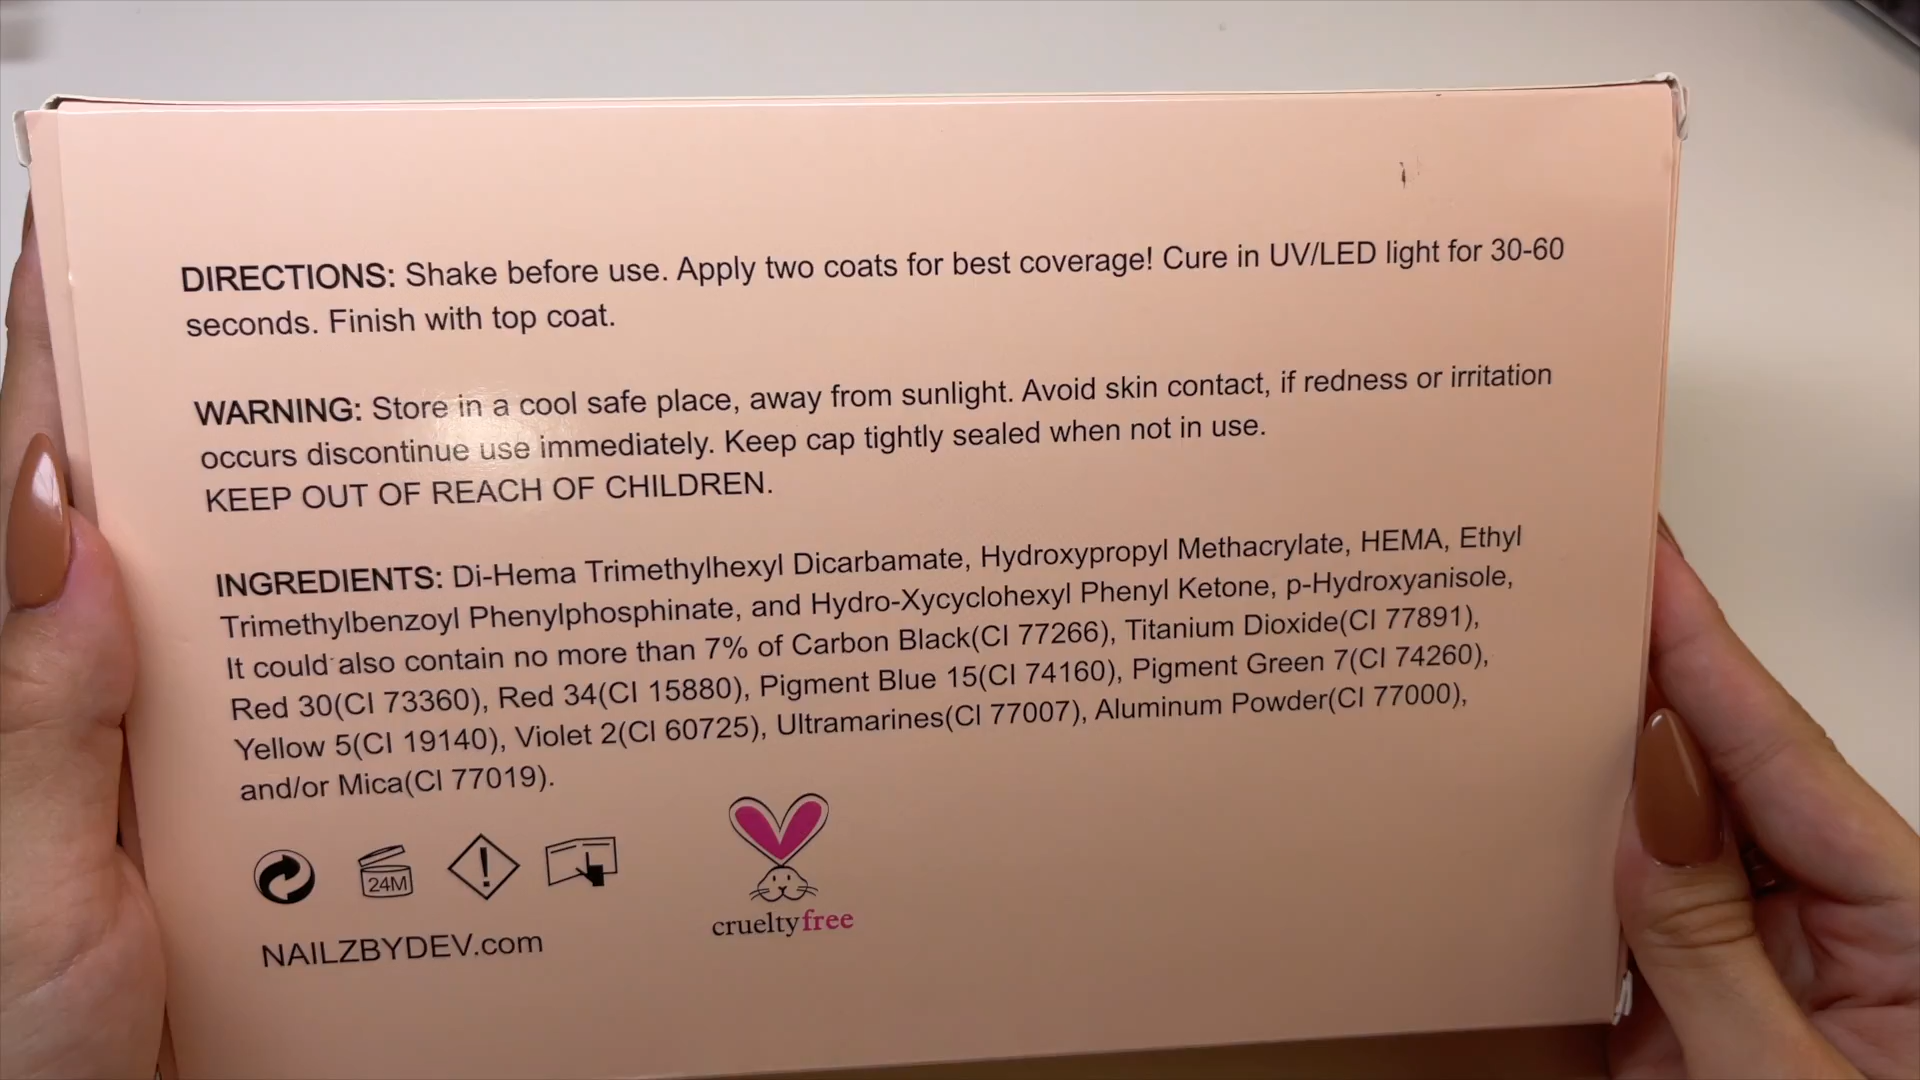 DIRECTIONS: Shake before use. Apply two coats for best coverage! Cure in UV/LED light for 30-60
seconds. Finish with top coat.
WARNING: Store in a cool safe place, away from sunlight. Avoid skin contact, if redness or irritation
occurs discontinue use immediately. Keep cap tightly sealed when not in use.
KEEP OUT OF REACH OF CHILDREN.
INGREDIENTS: Di-Hema Trimethylhexyl Dicarbamate, Hydroxypropyl Methacrylate, HEMA, Ethyl
Trimethylbenzoyl Phenylphosphinate, and Hydro-Xycyclohexyl Phenyl Ketone, p-Hydroxyanisole,
It could also contain no more than 7% of Carbon Black(CI 77266), Titanium Dioxide(CI 77891),
Red 30(CI 73360), Red 34(CI 15880), Pigment Blue 15(CI 74160), Pigment Green 7(CI 74260),
Yellow 5(CI 19140), Violet 2(CI 60725), Ultramarines(CI 77007), Aluminum Powder(CI 77000),
and/or Mica(CI 77019).
24M
crueltyfree
NAILZBYDEV.com